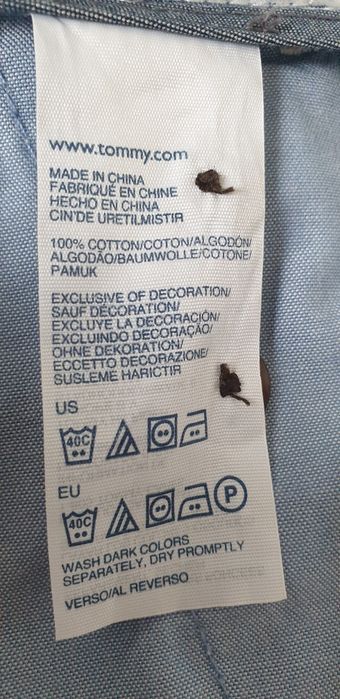 www.tommy.com
MADE IN CHINA
FABRIQUÉ EN CHINE
HECHO EN CHINA
CIN'DE URETILMISTIR
100% COTTON/COTON/ALGODÓN/
ALGODÃO/BAUMWOLLE/COTONE/
PAMUK
EXCLUSIVE OF DECORATION/
SAUF DÉCORATION/
EXCLUYE LA DECORACIÓN/
EXCLUINDO DECORAÇÃO/
OHNE DEKORATION/
ECCETTO DECORAZIONE/
SUSLEME HARICTIR
US
40C
EU
40C P
WASH DARK COLORS
SEPARATELY, DRY PROMPTLY
VERSO/AL REVERSO